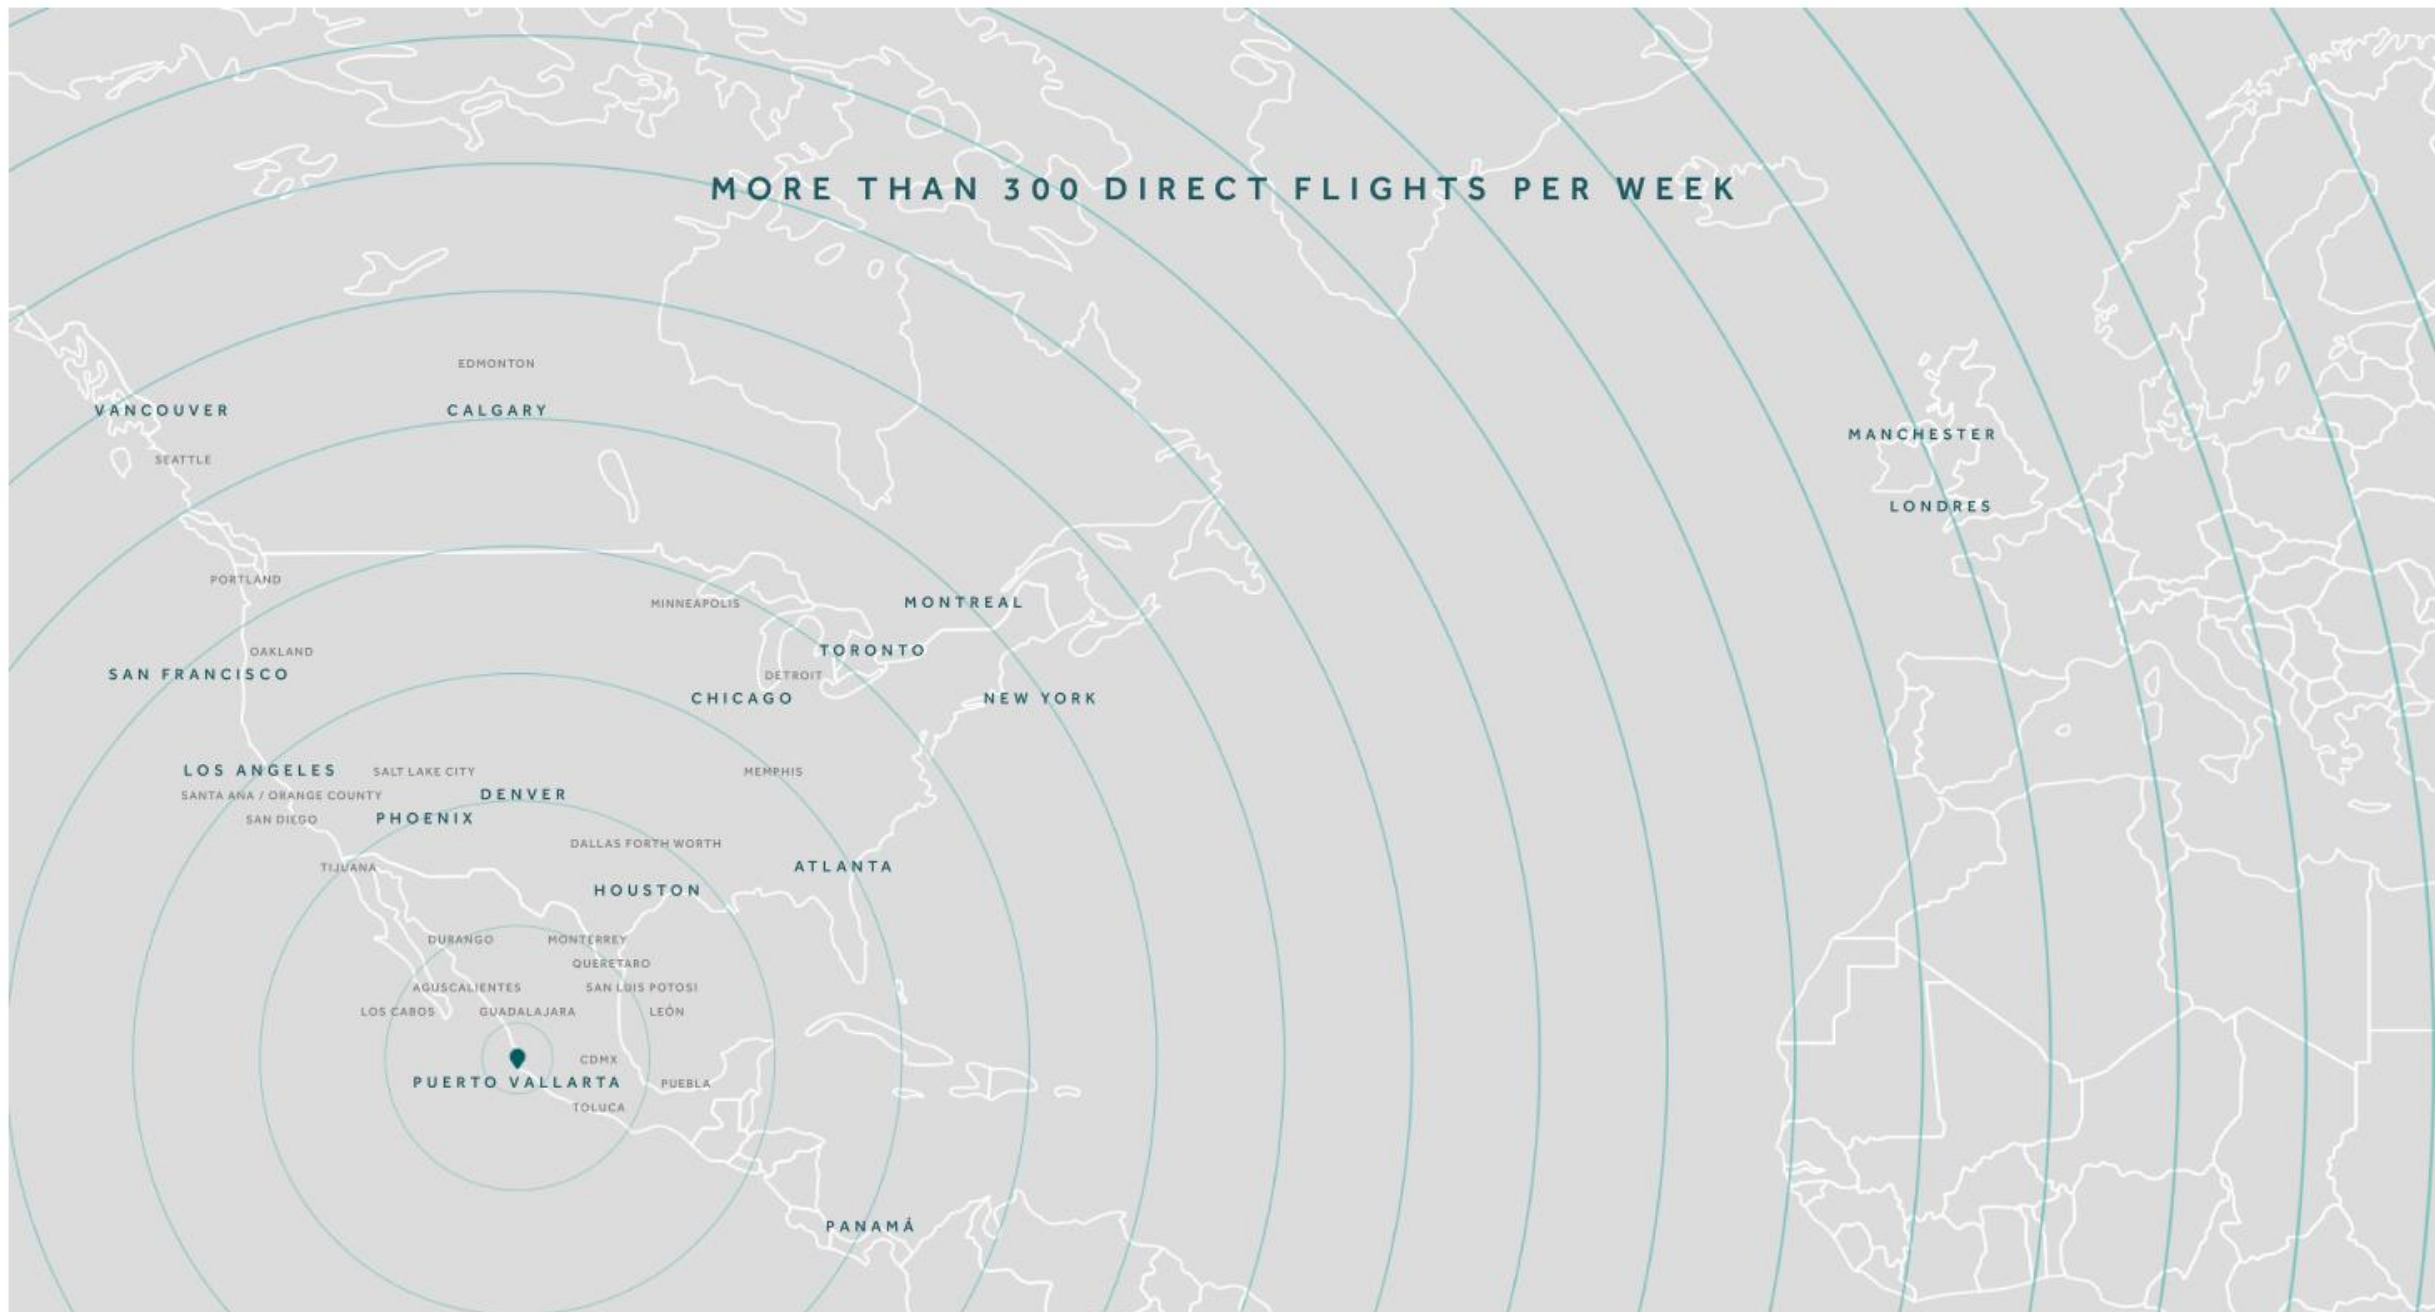 MORE THAN 300 DIRECT FLIGHTS PER WEEK
EDMONTON
VANCOUVER
CALGARY
MANCHESTER
SEATTLE
LONDRES
PORTLAND
MINNEAPOLIS
MONTREAL
OAKLAND
TORONTO
SAN FRANCISCO
DETROIT
CHICAGO
NEW YORK
LOS ANGELES
SALT LAKE CITY
MEMPHIS
SANTA ANA / ORANGE COUNTY
DENVER
SAN DIEGO
PHOENIX
DALLAS FORTH WORTH
TIJUANA
ATLANTA
HOUSTON
DURANGO
MONTERREY
QUERETARO
AGUSCALIENTES
SAN LUIS POTOSI
LOS CABOS
GUADALAJARA
LEÓN
CDMX
PUERTO VALLARTA
PUEBLA
TOLUCA
PANAMÁ